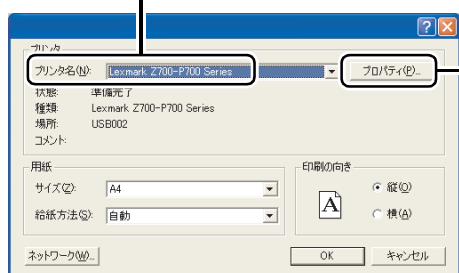 プリンタ
プリンタ名(N): Lexmark Z700-P700 Series プロパティ(P)...
状態: 準備完了
種類: Lexmark Z700-P700 Series
場所: USB002
コメント:
用紙
サイズ(Z): A4
給紙方法(S): 自動
印刷の向き
A
縦(O)
横(A)
ネットワーク(W)... OK キャンセル